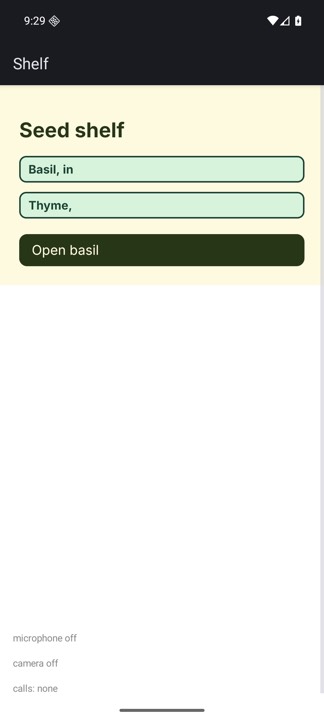 9:29
Shelf
Seed shelf
Basil, in
Thyme,
Open basil
microphone off
camera off
calls: none